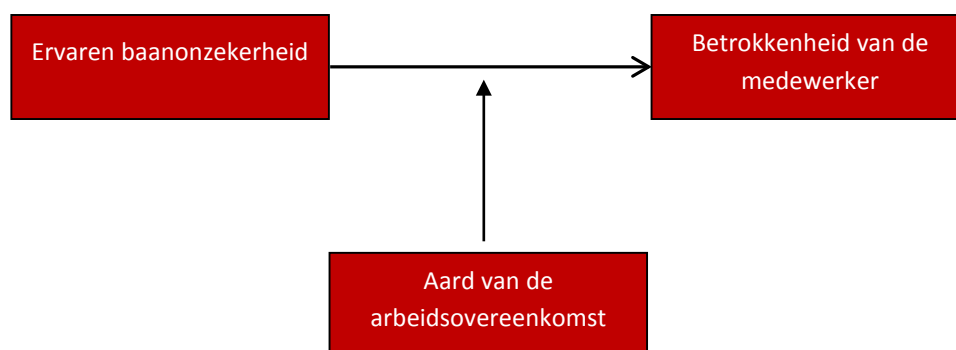 Ervaren baanonzekerheid
Betrokkenheid van de
medewerker
Aard van de
arbeidsovereenkomst